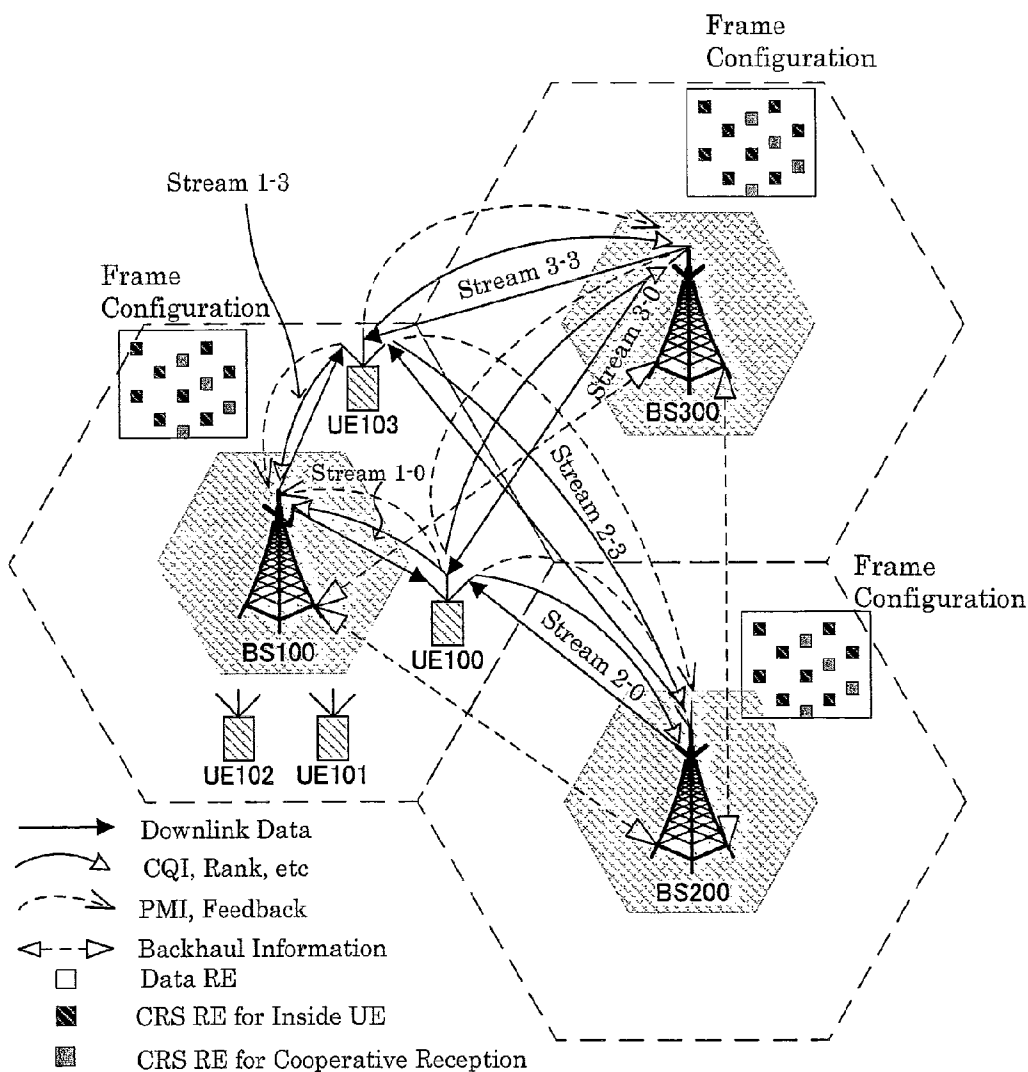 Frame
Configuration
Stream 1-3
Frame
Configuration
Stream 3-3
Stream 3-0
BS300
UE103
Stream 1-0
Stream 2-3
Frame
Configuration
BS100
UE100
Stream 2-0
UE102
UE101
BS200
Downlink Data
CQI, Rank, etc
PMI, Feedback
Backhaul Information
Data RE
CRS RE for Inside UE
CRS RE for Cooperative Reception